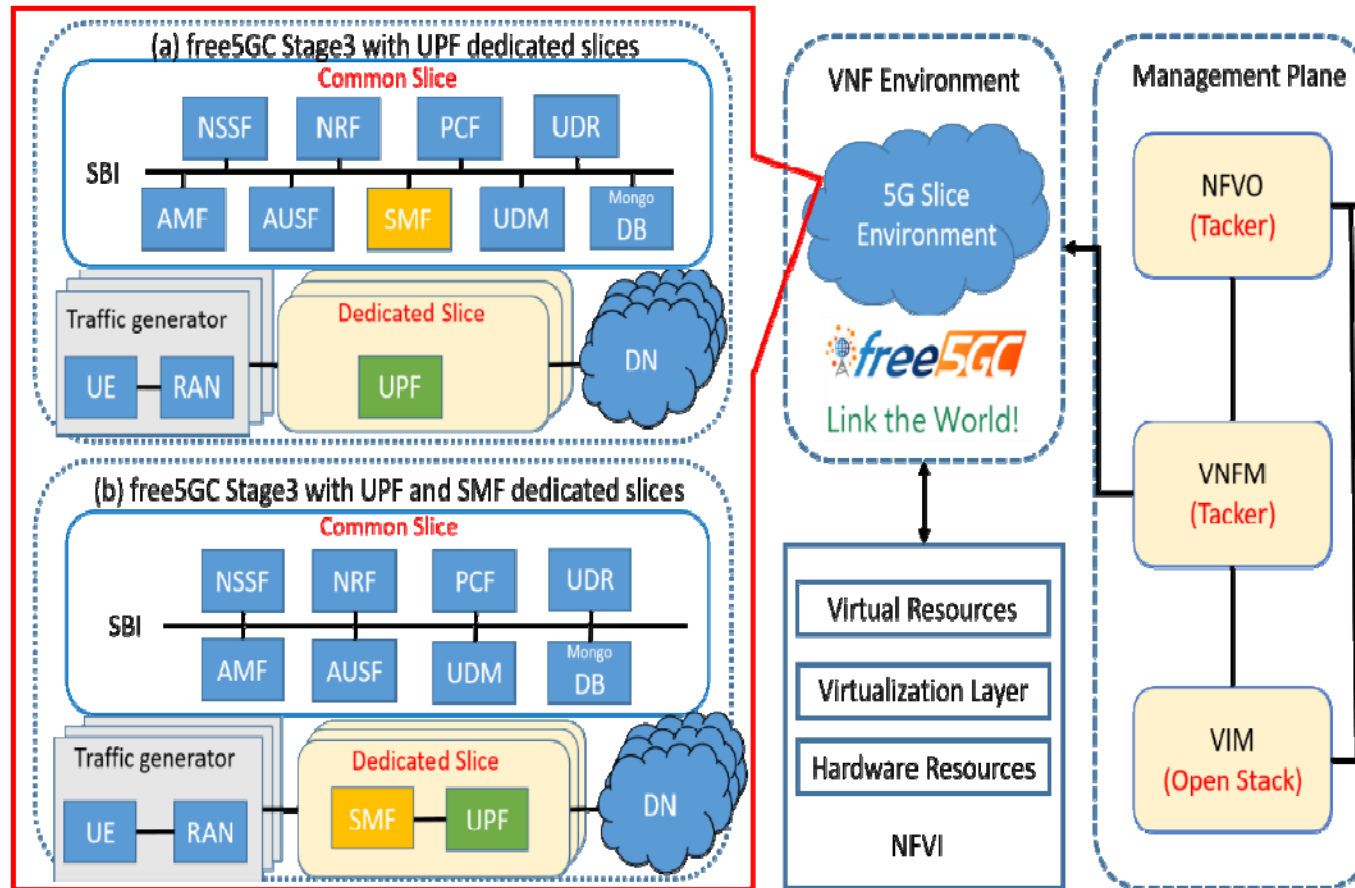 (a) free5GC Stage3 with UPF dedicated slices
Common Slice
NSSF
NRF
PCF
UDR
SBI
AMF
AUSF
SMF
UDM
Mongo
DB
Traffic generator
UE
RAN
Dedicated Slice
UPF
DN
(b) free5GC Stage3 with UPF and SMF dedicated slices
Common Slice
NSSF
NRF
PCF
UDR
SBI
AMF
AUSF
UDM
Mongo
DB
Traffic generator
UE
RAN
Dedicated Slice
SMF
UPF
DN
VNF Environment
5G Slice
Environment
free5GC
Link the World!
Virtual Resources
Virtualization Layer
Hardware Resources
NFVI
Management Plane
NFVO
(Tacker)
VNFM
(Tacker)
VIM
(Open Stack)